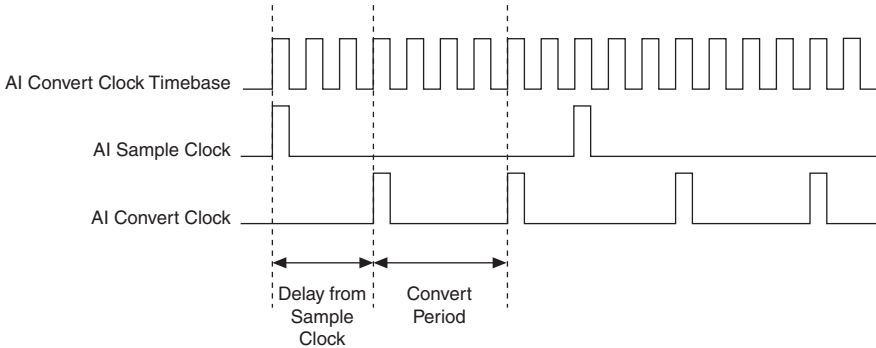 AI Convert Clock Timebase
AI Sample Clock
AI Convert Clock
Delay from
Sample
Clock
Convert
Period